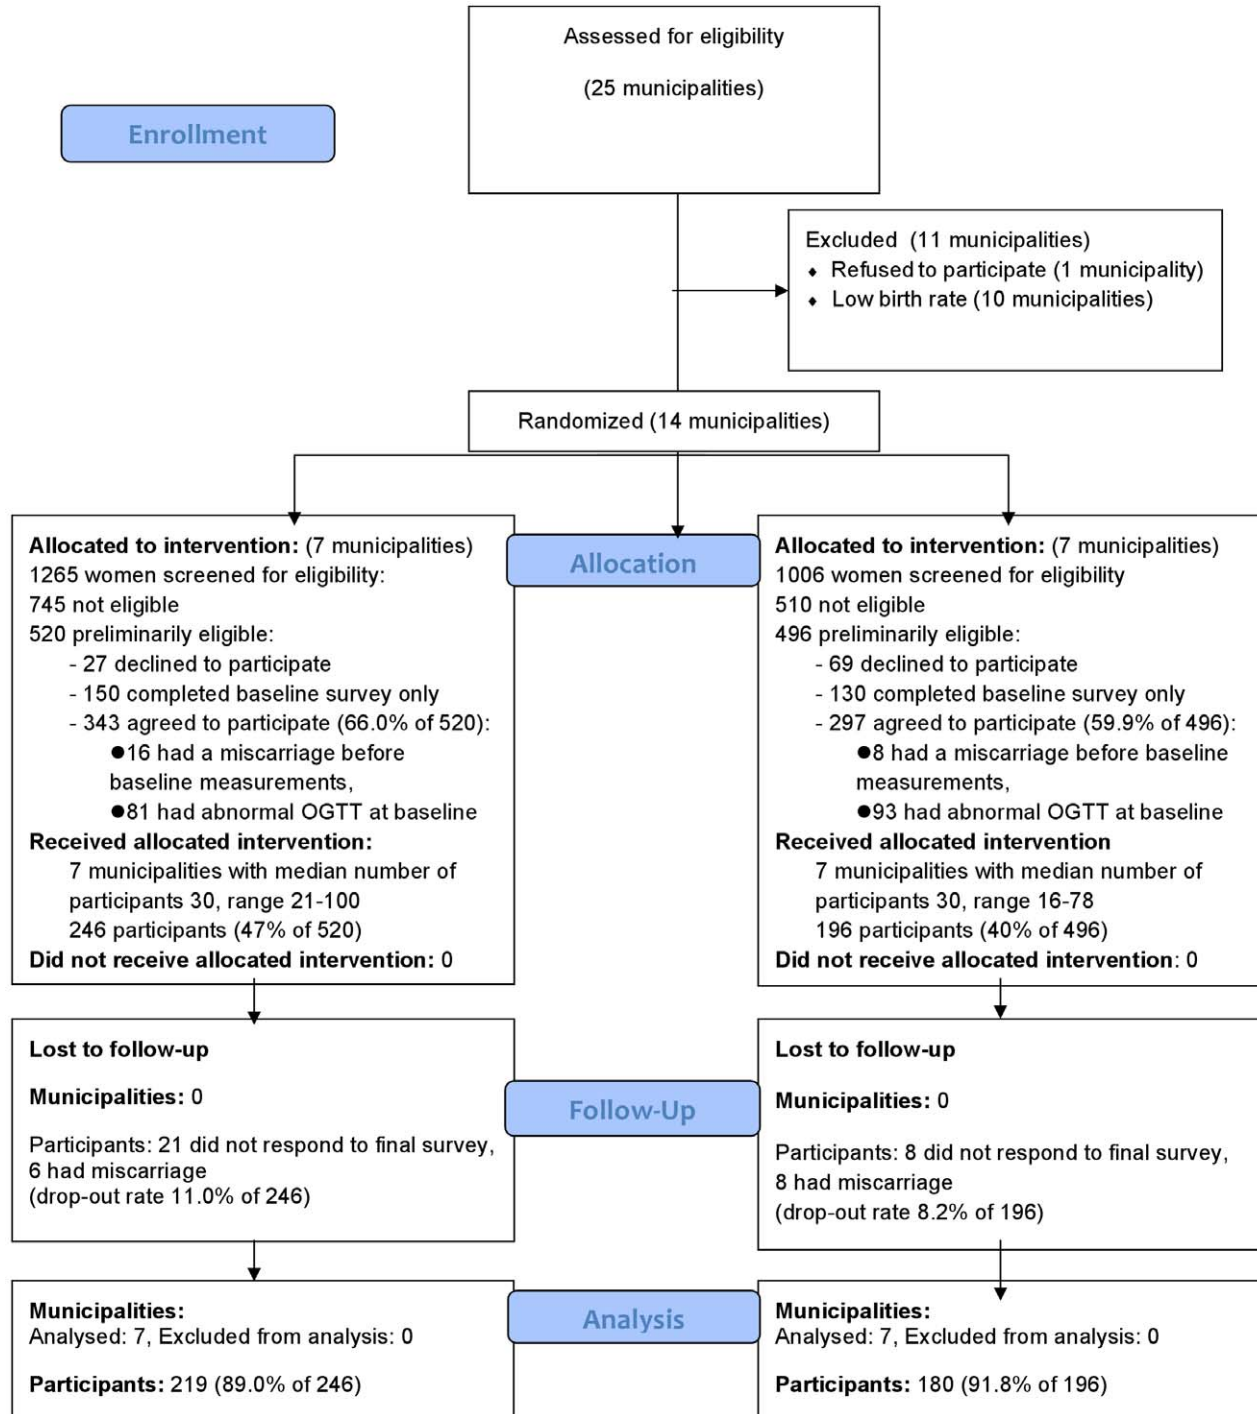 Assessed for eligibility
(25 municipalities)
Enrollment
Excluded (11 municipalities)
♦ Refused to participate (1 municipality)
♦ Low birth rate (10 municipalities)
Randomized (14 municipalities)
Allocated to intervention: (7 municipalities)
1265 women screened for eligibility:
745 not eligible
520 preliminarily eligible:
- 27 declined to participate
- 150 completed baseline survey only
- 343 agreed to participate (66.0% of 520):
●16 had a miscarriage before
baseline measurements,
●81 had abnormal OGTT at baseline
Received allocated intervention:
7 municipalities with median number of
participants 30, range 21-100
246 participants (47% of 520)
Did not receive allocated intervention: 0
Allocation
Allocated to intervention: (7 municipalities)
1006 women screened for eligibility
510 not eligible
496 preliminarily eligible:
- 69 declined to participate
- 130 completed baseline survey only
- 297 agreed to participate (59.9% of 496):
●8 had a miscarriage before baseline
measurements,
●93 had abnormal OGTT at baseline
Received allocated intervention
7 municipalities with median number of
participants 30, range 16-78
196 participants (40% of 496)
Did not receive allocated intervention: 0
Lost to follow-up
Municipalities: 0
Participants: 21 did not respond to final survey,
6 had miscarriage
(drop-out rate 11.0% of 246)
Follow-Up
Lost to follow-up
Municipalities: 0
Participants: 8 did not respond to final survey,
8 had miscarriage
(drop-out rate 8.2% of 196)
Municipalities:
Analysed: 7, Excluded from analysis: 0
Participants: 219 (89.0% of 246)
Analysis
Municipalities:
Analysed: 7, Excluded from analysis: 0
Participants: 180 (91.8% of 196)